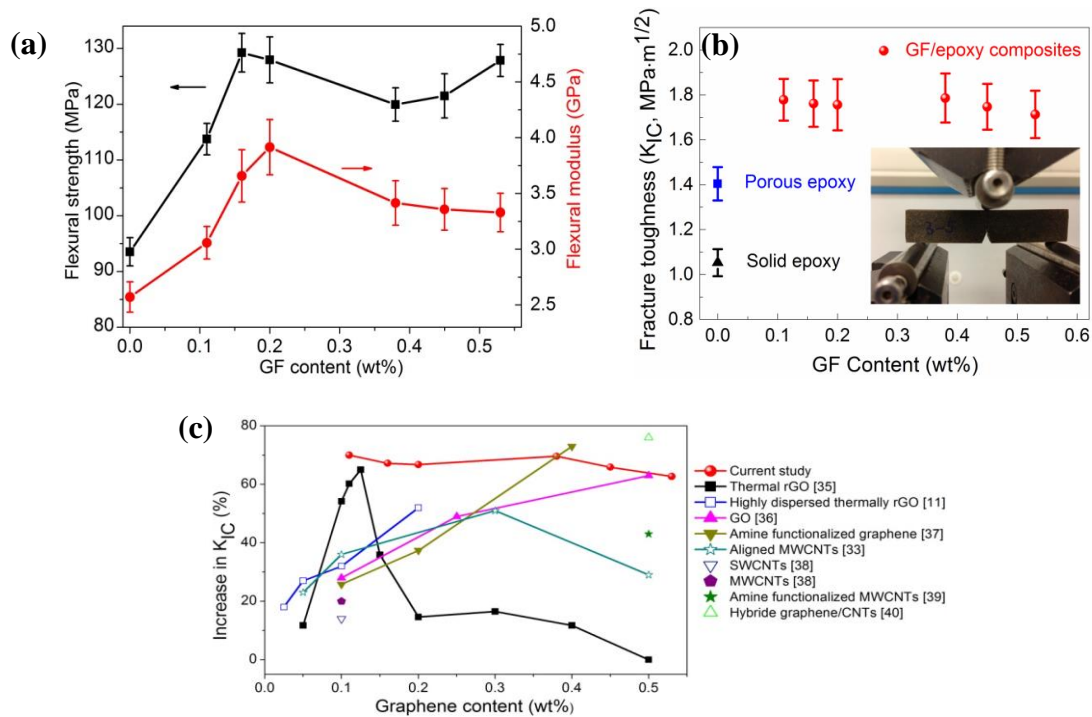 (a)
130
120
110
100
90
80
Flexural strength (MPa)
5.0
4.5
4.0
3.5
3.0
2.5
Flexural modulus (GPa)
0.0 0.1 0.2 0.3 0.4 0.5
GF content (wt%)
(b)
2.0
1.8
1.6
1.4
1.2
1.0
0.8
Fracture toughness (KIC, MPa·m1/2)
GF/epoxy composites
Porous epoxy
Solid epoxy
0.0 0.1 0.2 0.3 0.4 0.5 0.6
GF Content (wt%)
(c)
80
60
40
20
0
Increase in KIC (%)
0.0 0.1 0.2 0.3 0.4 0.5
Graphene content (wt%)
Current study
Thermal rGO [35]
Highly dispersed thermally rGO [11]
GO [36]
Amine functionalized graphene [37]
Aligned MWCNTs [33]
SWCNTs [38]
MWCNTs [38]
Amine functionalized MWCNTs [39]
Hybride graphene/CNTs [40]